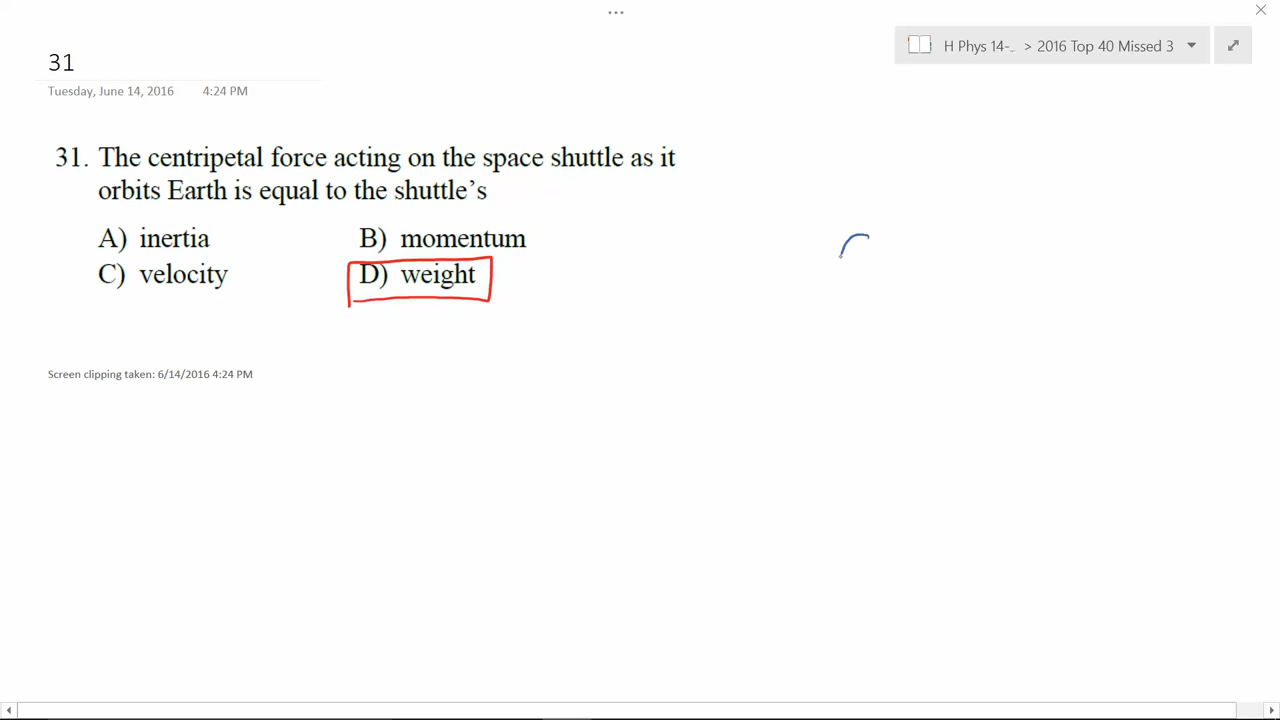 H Phys 14-.. > 2016 Top 40 Missed 3
31
Tuesday, June 14, 2016 4:24 PM
31. The centripetal force acting on the space shuttle as it
orbits Earth is equal to the shuttle's
A) inertia B) momentum
C) velocity D) weight
Screen clipping taken: 6/14/2016 4:24 PM